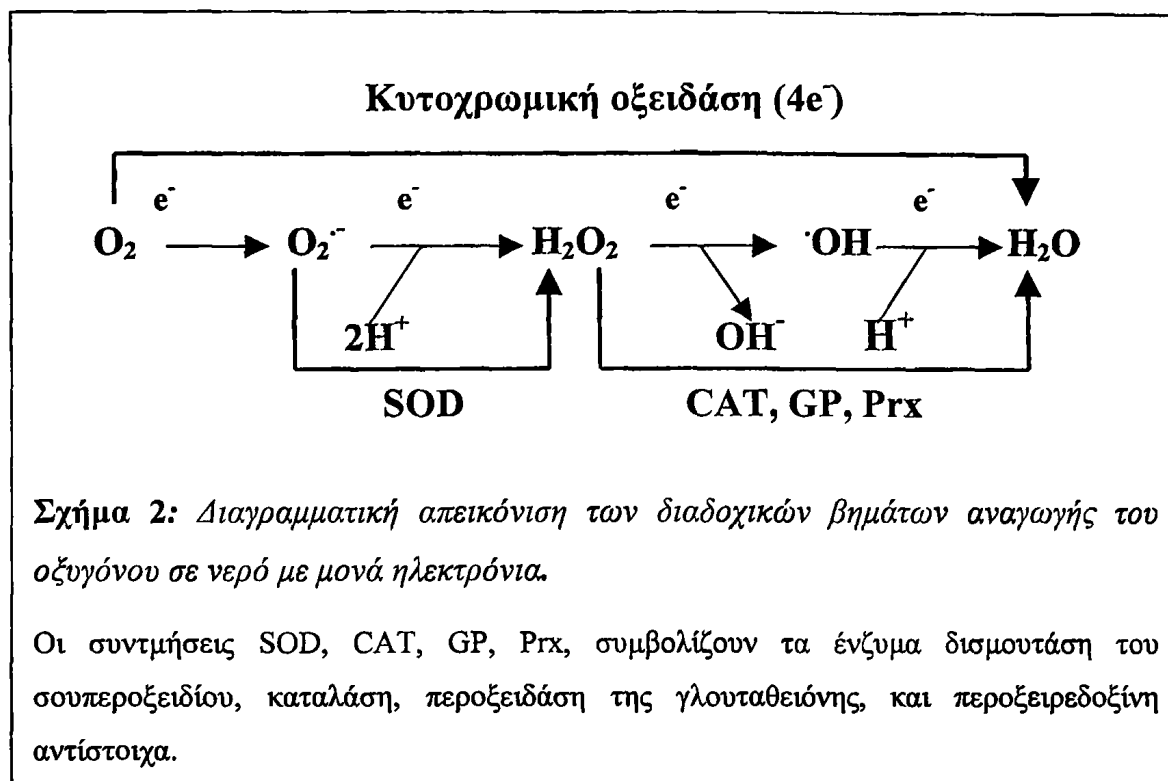 Κυτοχρωμική οξειδάση (4e⁻)
e⁻ e⁻ e⁻ e⁻
O₂ O₂·⁻ H₂O₂ ·OH H₂O
2H⁺ OH⁻ H⁺
SOD CAT, GP, Prx
Σχήμα 2: Διαγραμματική απεικόνιση των διαδοχικών βημάτων αναγωγής του
οξυγόνου σε νερό με μονά ηλεκτρόνια.
Οι συντμήσεις SOD, CAT, GP, Prx, συμβολίζουν τα ένζυμα δισμουτάση του
σουπεροξειδίου, καταλάση, περοξειδάση της γλουταθειόνης, και περοξειρεδοξίνη
αντίστοιχα.